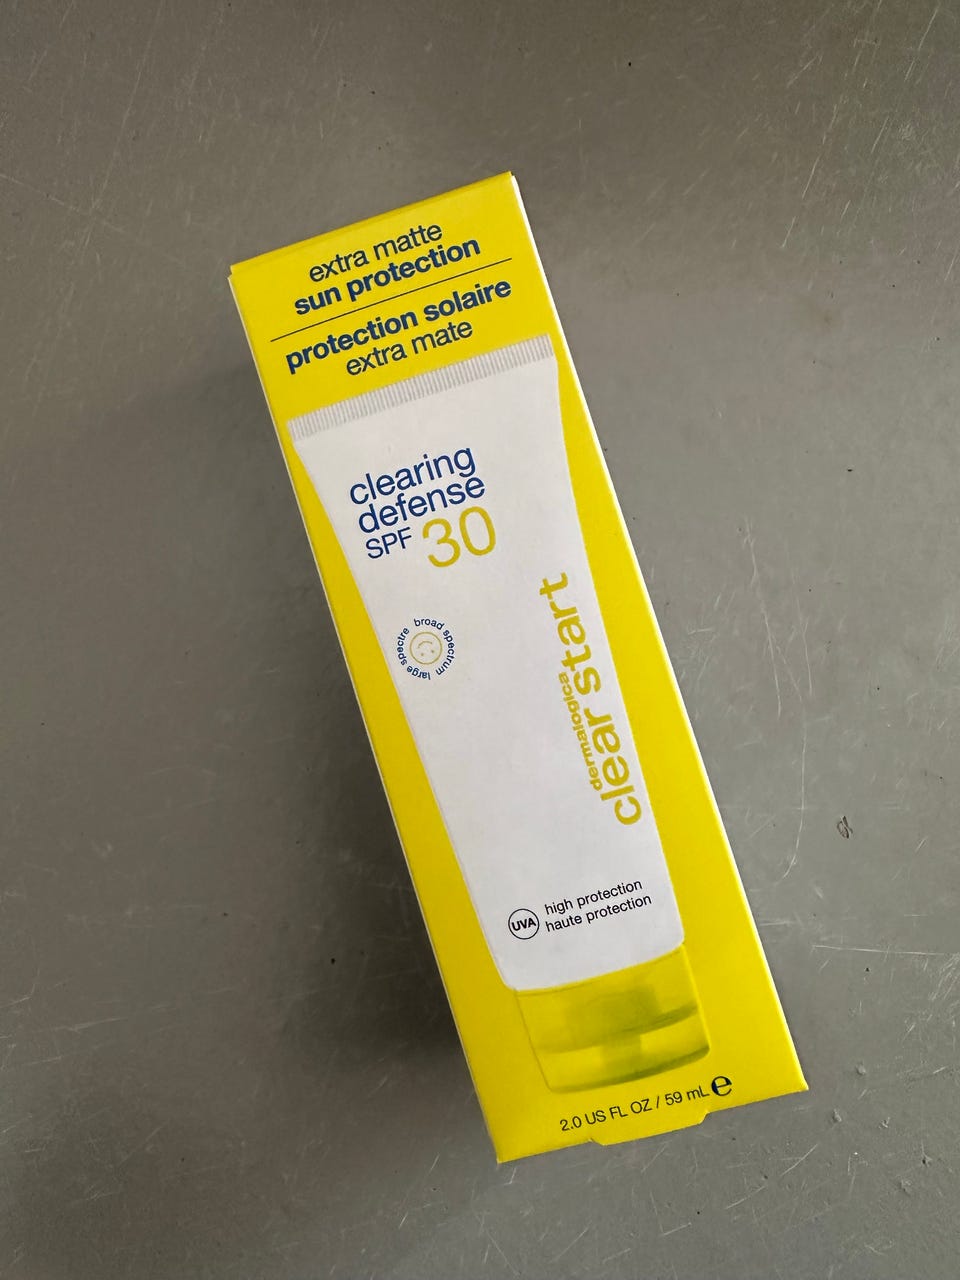 extra matte
sun protection
protection solaire
extra mate
clearing
defense
SPF 30
broad spectrum
large spectre
dermalogica
clear start
UVA
high protection
haute protection
2.0 US FL OZ / 59 mL e